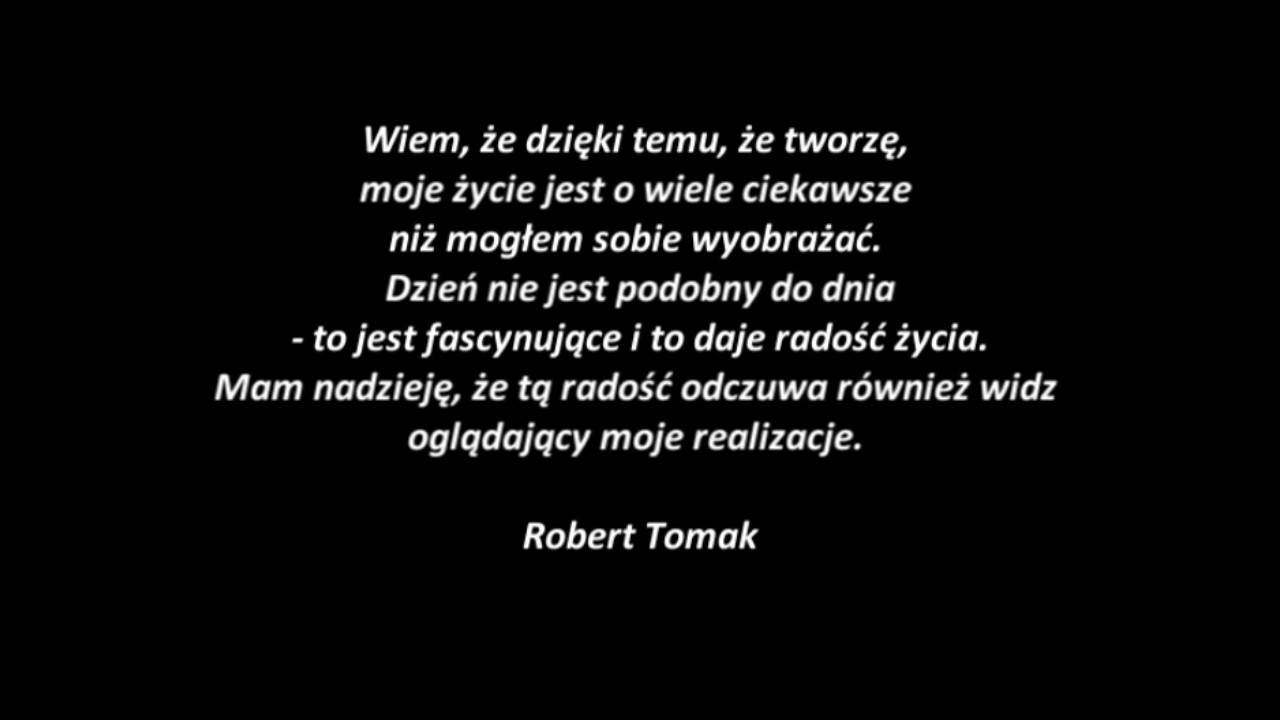 Wiem, że dzięki temu, że tworzę,
moje życie jest o wiele ciekawsze
niż mogłem sobie wyobrażać.
Dzień nie jest podobny do dnia
- to jest fascynujące i to daje radość życia.
Mam nadzieję, że tą radość odczuwa również widz
oglądający moje realizacje.
Robert Tomak